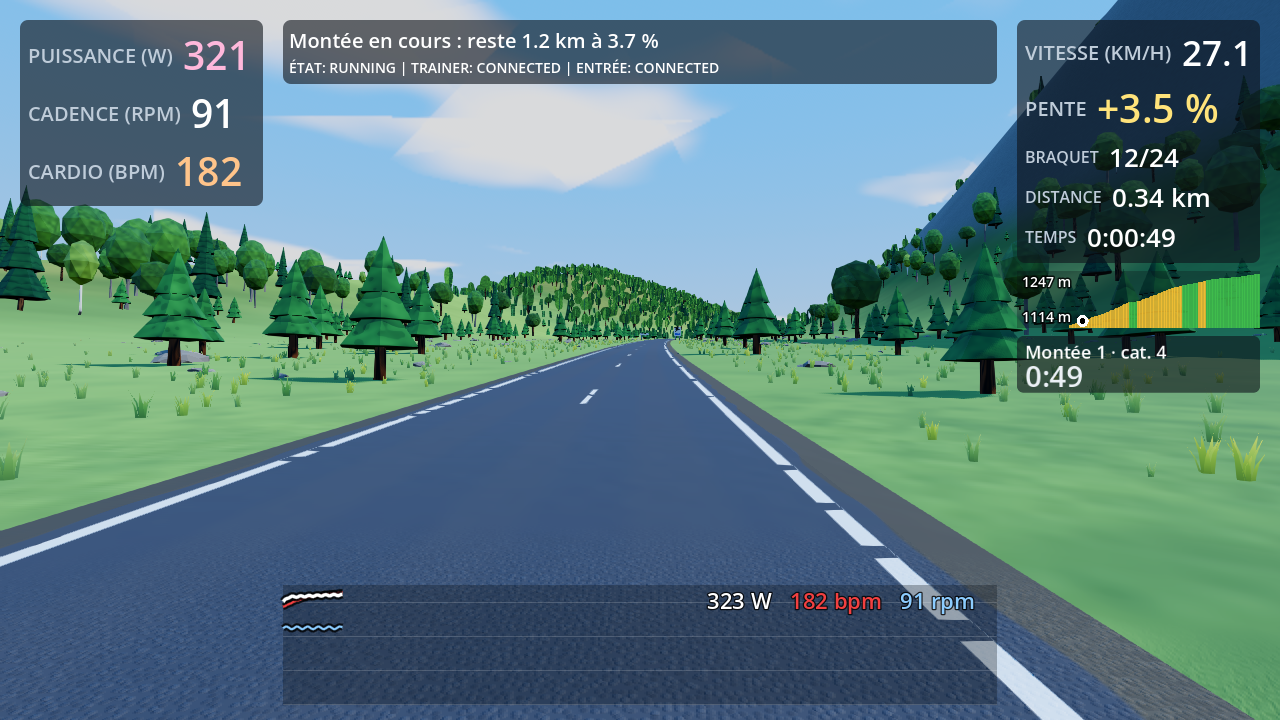 PUISSANCE (W) 321
CADENCE (RPM) 91
CARDIO (BPM) 182
Montée en cours : reste 1.2 km à 3.7 %
ÉTAT: RUNNING | TRAINER: CONNECTED | ENTRÉE: CONNECTED
VITESSE (KM/H) 27.1
PENTE +3.5 %
BRAQUET 12/24
DISTANCE 0.34 km
TEMPS 0:00:49
1247 m
1114 m
Montée 1 · cat. 4
0:49
323 W 182 bpm 91 rpm